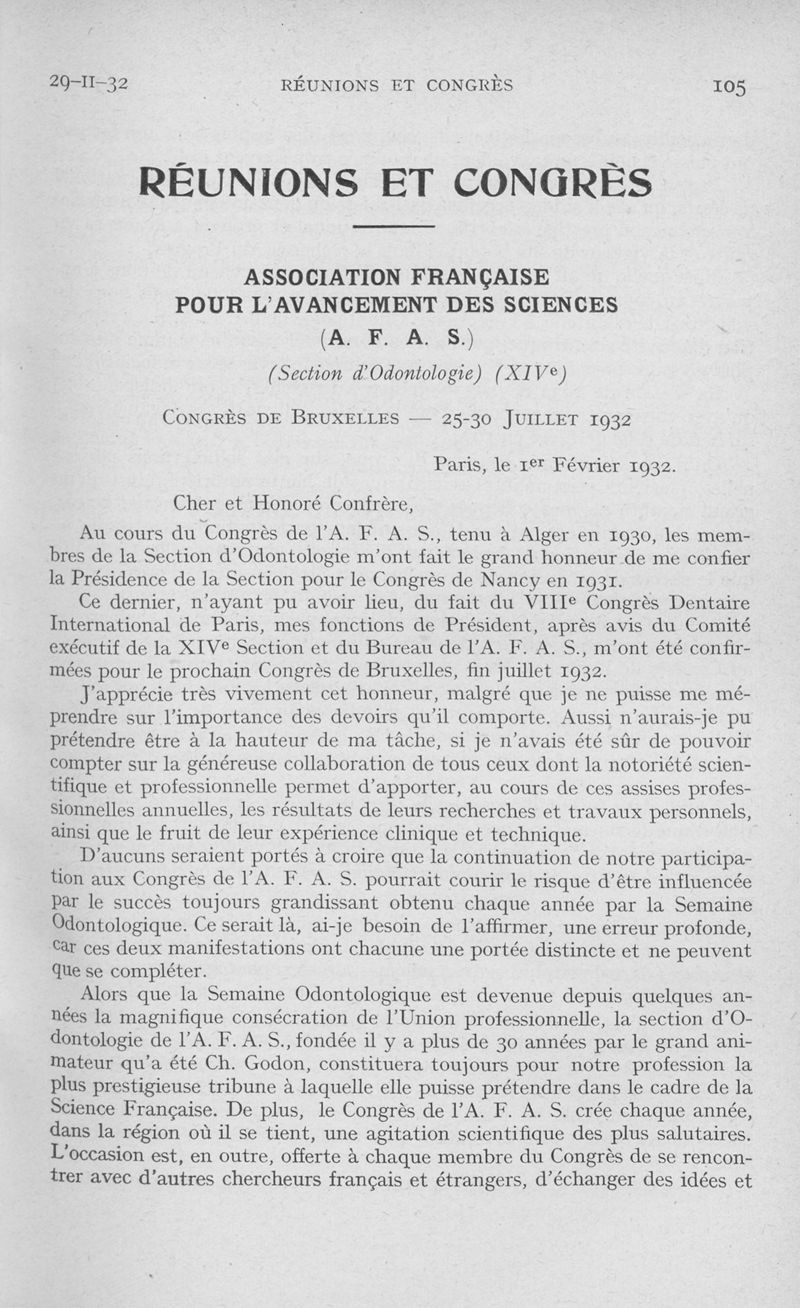 29-II-32 RÉUNIONS ET CONGRÈS 105
RÉUNIONS ET CONGRÈS
ASSOCIATION FRANÇAISE
POUR L'AVANCEMENT DES SCIENCES
(A. F. A. S.)
(Section d'Odontologie) (XIVe)
CONGRÈS DE BRUXELLES — 25-30 JUILLET 1932
Paris, le 1er Février 1932.
Cher et Honoré Confrère,
Au cours du Congrès de l'A. F. A. S., tenu à Alger en 1930, les mem-
bres de la Section d'Odontologie m'ont fait le grand honneur de me confier
la Présidence de la Section pour le Congrès de Nancy en 1931.
Ce dernier, n'ayant pu avoir lieu, du fait du VIIIe Congrès Dentaire
International de Paris, mes fonctions de Président, après avis du Comité
exécutif de la XIVe Section et du Bureau de l'A. F. A. S., m'ont été confir-
mées pour le prochain Congrès de Bruxelles, fin juillet 1932.
J'apprécie très vivement cet honneur, malgré que je ne puisse me mé-
prendre sur l'importance des devoirs qu'il comporte. Aussi n'aurais-je pu
prétendre être à la hauteur de ma tâche, si je n'avais été sûr de pouvoir
compter sur la généreuse collaboration de tous ceux dont la notoriété scien-
tifique et professionnelle permet d'apporter, au cours de ces assises profes-
sionnelles annuelles, les résultats de leurs recherches et travaux personnels,
ainsi que le fruit de leur expérience clinique et technique.
D'aucuns seraient portés à croire que la continuation de notre participa-
tion aux Congrès de l'A. F. A. S. pourrait courir le risque d'être influencée
par le succès toujours grandissant obtenu chaque année par la Semaine
Odontologique. Ce serait là, ai-je besoin de l'affirmer, une erreur profonde,
car ces deux manifestations ont chacune une portée distincte et ne peuvent
que se compléter.
Alors que la Semaine Odontologique est devenue depuis quelques an-
nées la magnifique consécration de l'Union professionnelle, la section d'O-
dontologie de l'A. F. A. S., fondée il y a plus de 30 années par le grand ani-
mateur qu'a été Ch. Godon, constituera toujours pour notre profession la
plus prestigieuse tribune à laquelle elle puisse prétendre dans le cadre de la
Science Française. De plus, le Congrès de l'A. F. A. S. crée chaque année,
dans la région où il se tient, une agitation scientifique des plus salutaires.
L'occasion est, en outre, offerte à chaque membre du Congrès de se rencon-
trer avec d'autres chercheurs français et étrangers, d'échanger des idées et